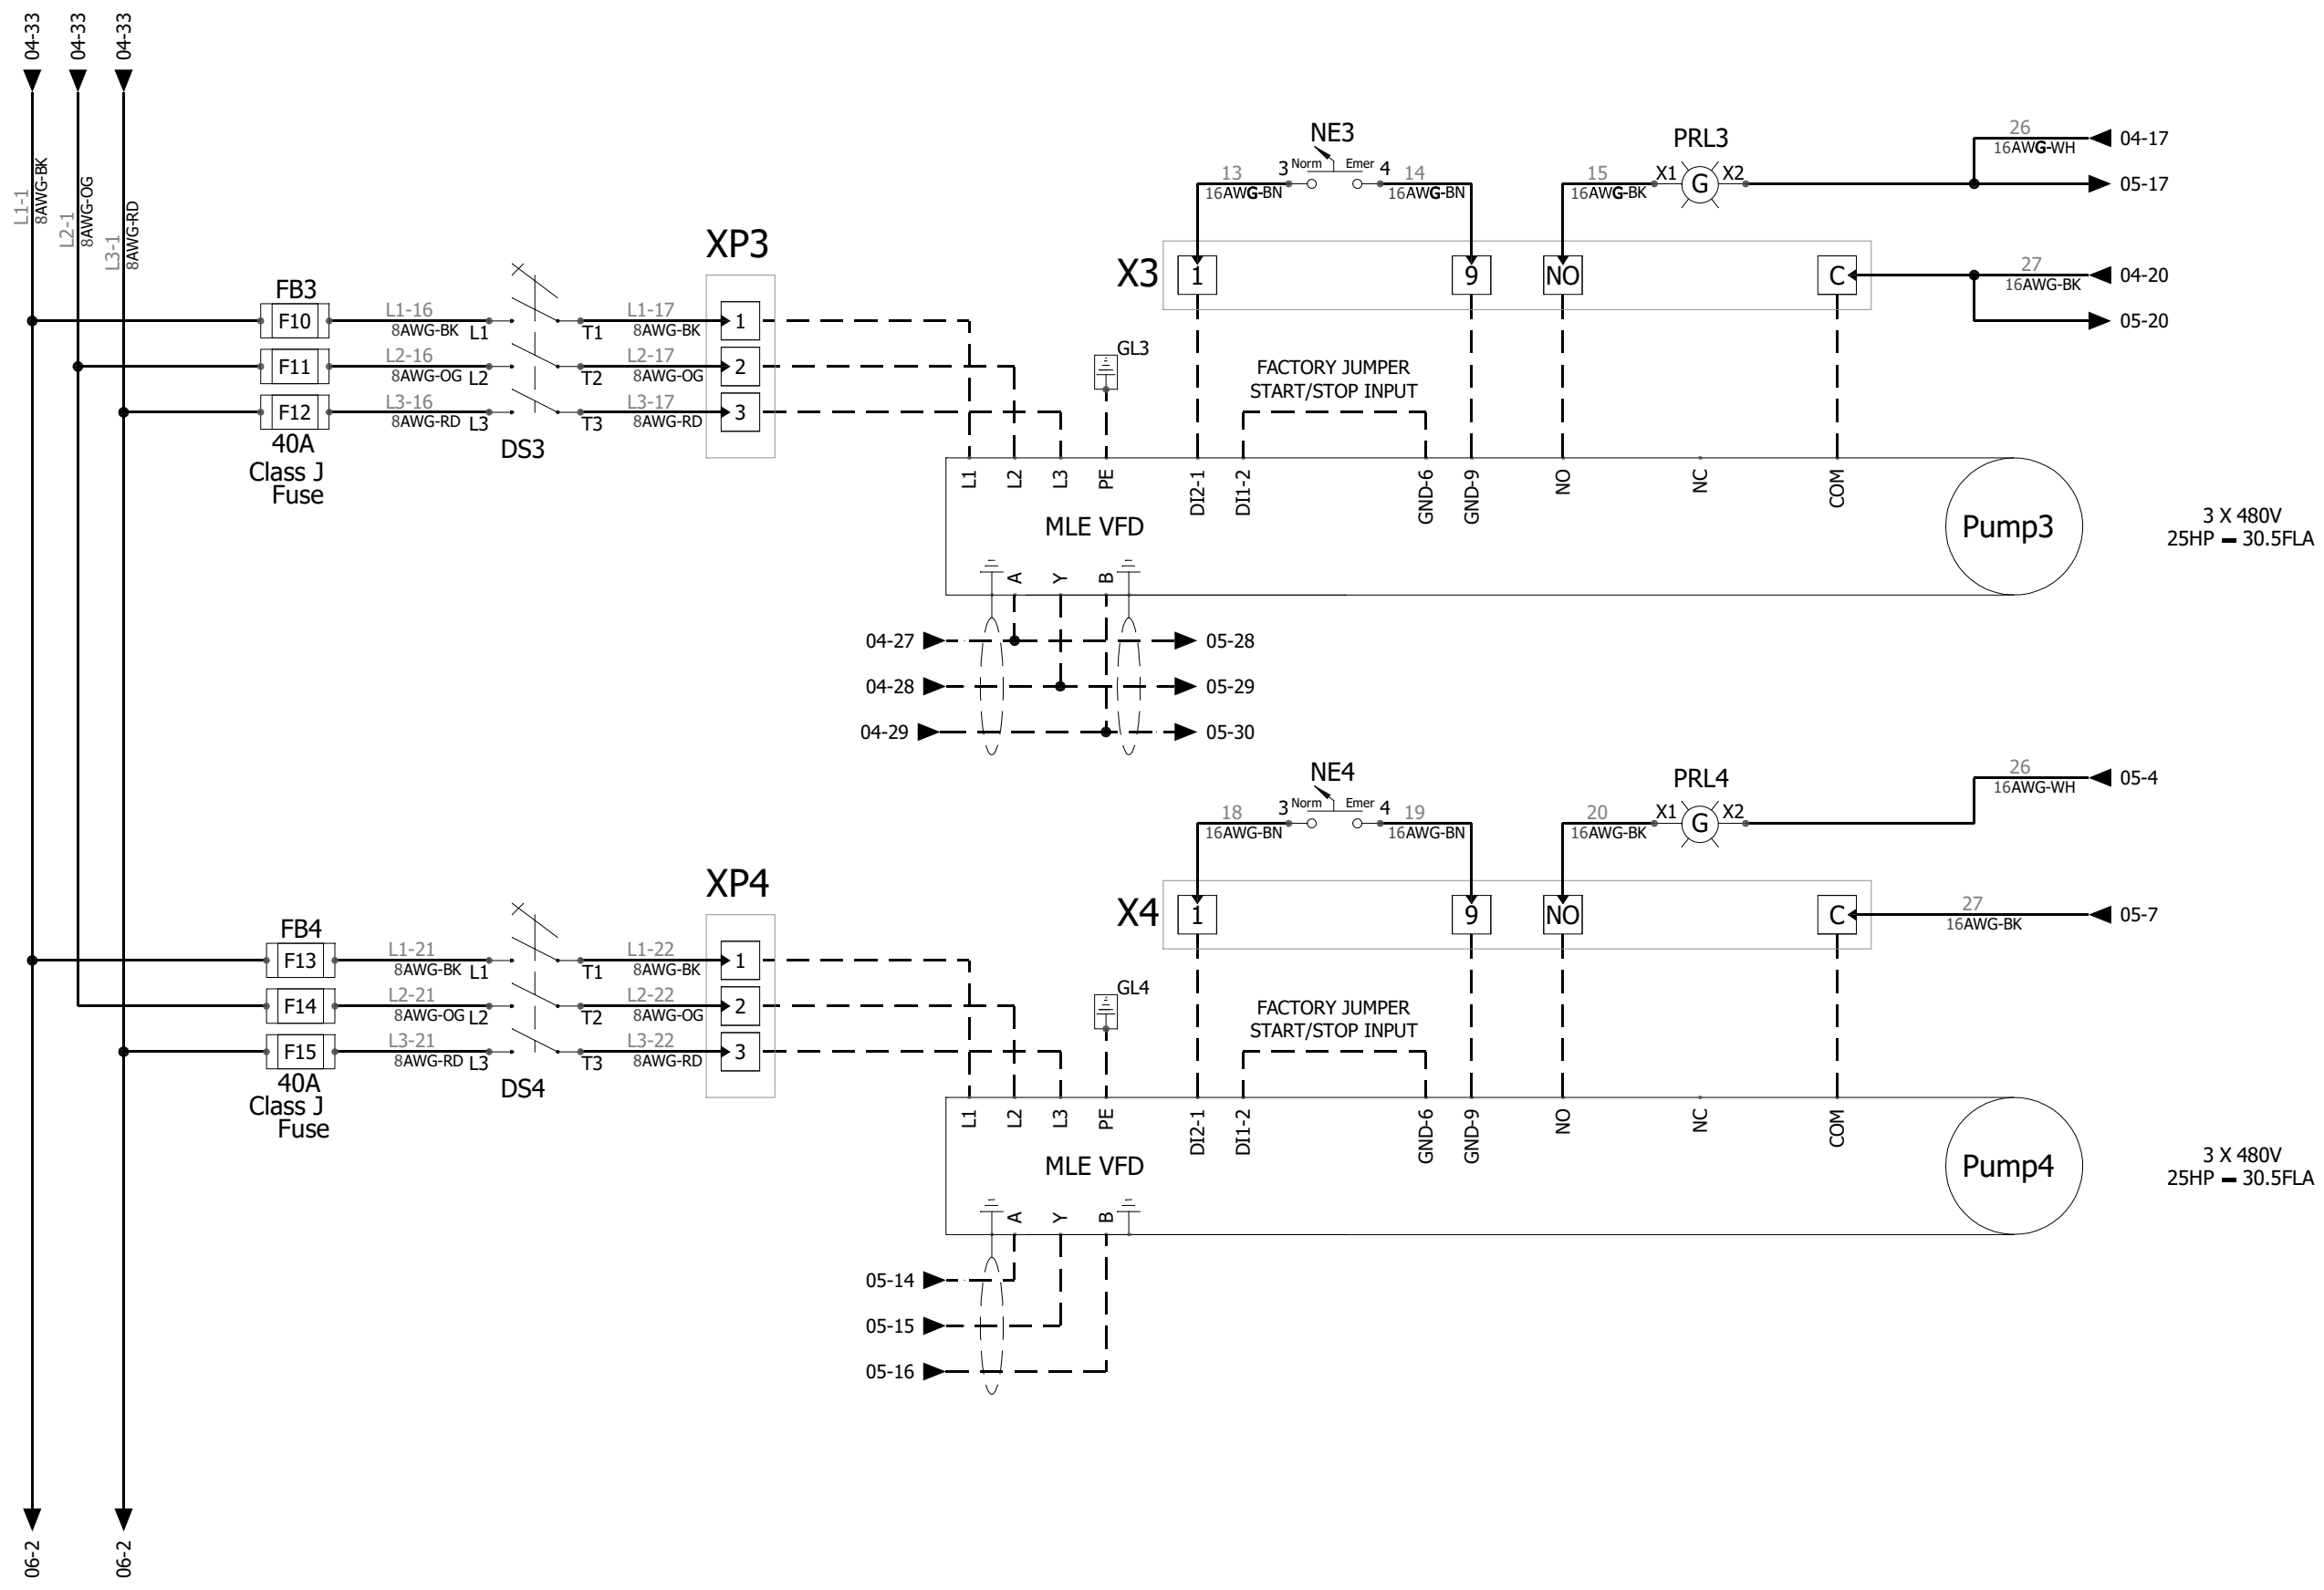 04-33
04-33
04-33
L1-1
8AWG-BK
L2-1
8AWG-OG
L3-1
8AWG-RD
NE3
3 Norm Emer 4
13
16AWG-BN
14
16AWG-BN
PRL3
15
16AWG-BK
X1 G X2
26
16AWG-WH
04-17
05-17
XP3
X3
1
9
NO
C
27
16AWG-BK
04-20
05-20
FB3
F10
L1-16
8AWG-BK L1
T1
L1-17
8AWG-BK
1
F11
L2-16
8AWG-OG L2
T2
L2-17
8AWG-OG
2
F12
L3-16
8AWG-RD L3
T3
L3-17
8AWG-RD
3
40A
Class J
Fuse
DS3
GL3
FACTORY JUMPER
START/STOP INPUT
L1
L2
L3
PE
DI2-1
DI1-2
GND-6
GND-9
NO
NC
COM
MLE VFD
Pump3
3 X 480V
25HP - 30.5FLA
A
Y
B
04-27
05-28
04-28
05-29
04-29
05-30
NE4
3 Norm Emer 4
18
16AWG-BN
19
16AWG-BN
PRL4
20
16AWG-BK
X1 G X2
26
16AWG-WH
05-4
XP4
X4
1
9
NO
C
27
16AWG-BK
05-7
FB4
F13
L1-21
8AWG-BK L1
T1
L1-22
8AWG-BK
1
F14
L2-21
8AWG-OG L2
T2
L2-22
8AWG-OG
2
F15
L3-21
8AWG-RD L3
T3
L3-22
8AWG-RD
3
40A
Class J
Fuse
DS4
GL4
FACTORY JUMPER
START/STOP INPUT
L1
L2
L3
PE
DI2-1
DI1-2
GND-6
GND-9
NO
NC
COM
MLE VFD
Pump4
3 X 480V
25HP - 30.5FLA
A
Y
B
05-14
05-15
05-16
06-2
06-2